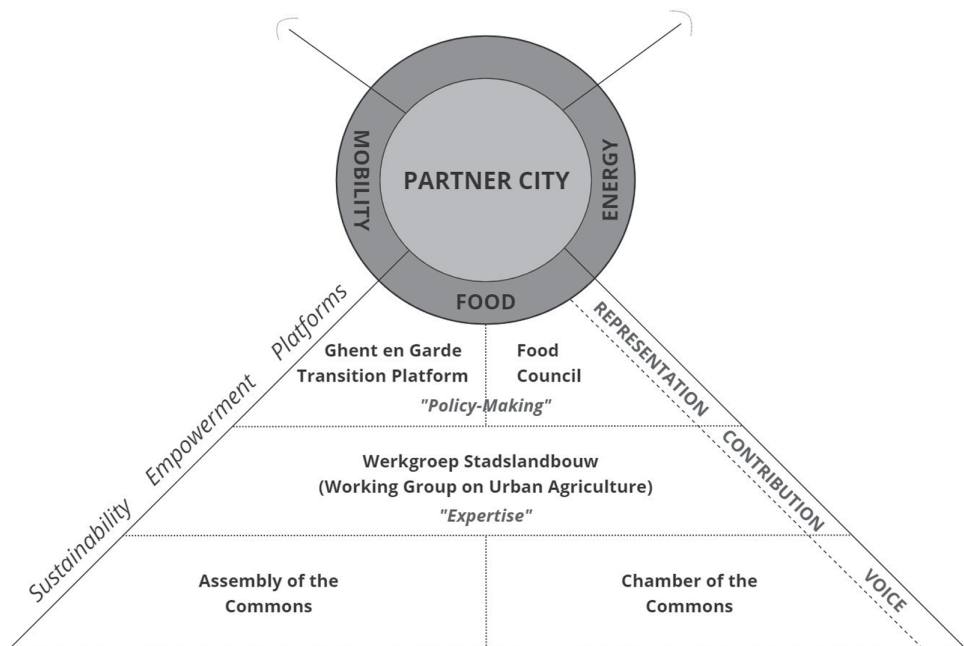 PARTNER CITY
MOBILITY
ENERGY
FOOD
Sustainability Empowerment Platforms
Ghent en Garde
Transition Platform
Food
Council
"Policy-Making"
REPRESENTATION
Werkgroep Stadslandbouw
(Working Group on Urban Agriculture)
"Expertise"
CONTRIBUTION
Assembly of the
Commons
Chamber of the
Commons
VOICE